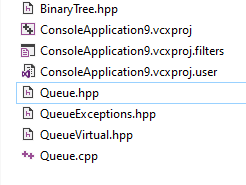 BinaryTree.hpp
ConsoleApplication9.vcxproj
ConsoleApplication9.vcxproj.filters
ConsoleApplication9.vcxproj.user
Queue.hpp
QueueExceptions.hpp
QueueVirtual.hpp
Queue.cpp